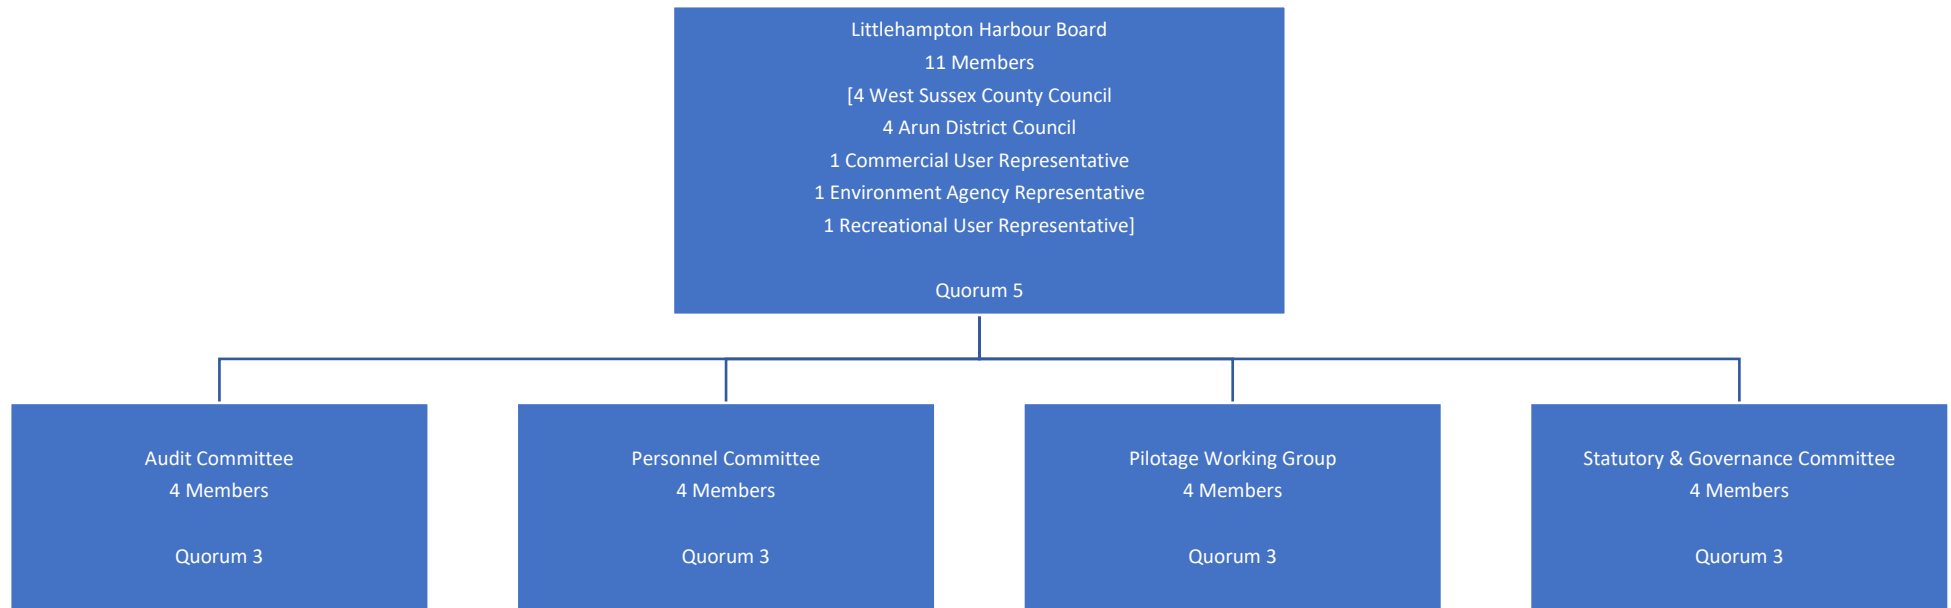 Littlehampton Harbour Board
11 Members
[4 West Sussex County Council
4 Arun District Council
1 Commercial User Representative
1 Environment Agency Representative
1 Recreational User Representative]
Quorum 5
Audit Committee
4 Members
Quorum 3
Personnel Committee
4 Members
Quorum 3
Pilotage Working Group
4 Members
Quorum 3
Statutory & Governance Committee
4 Members
Quorum 3